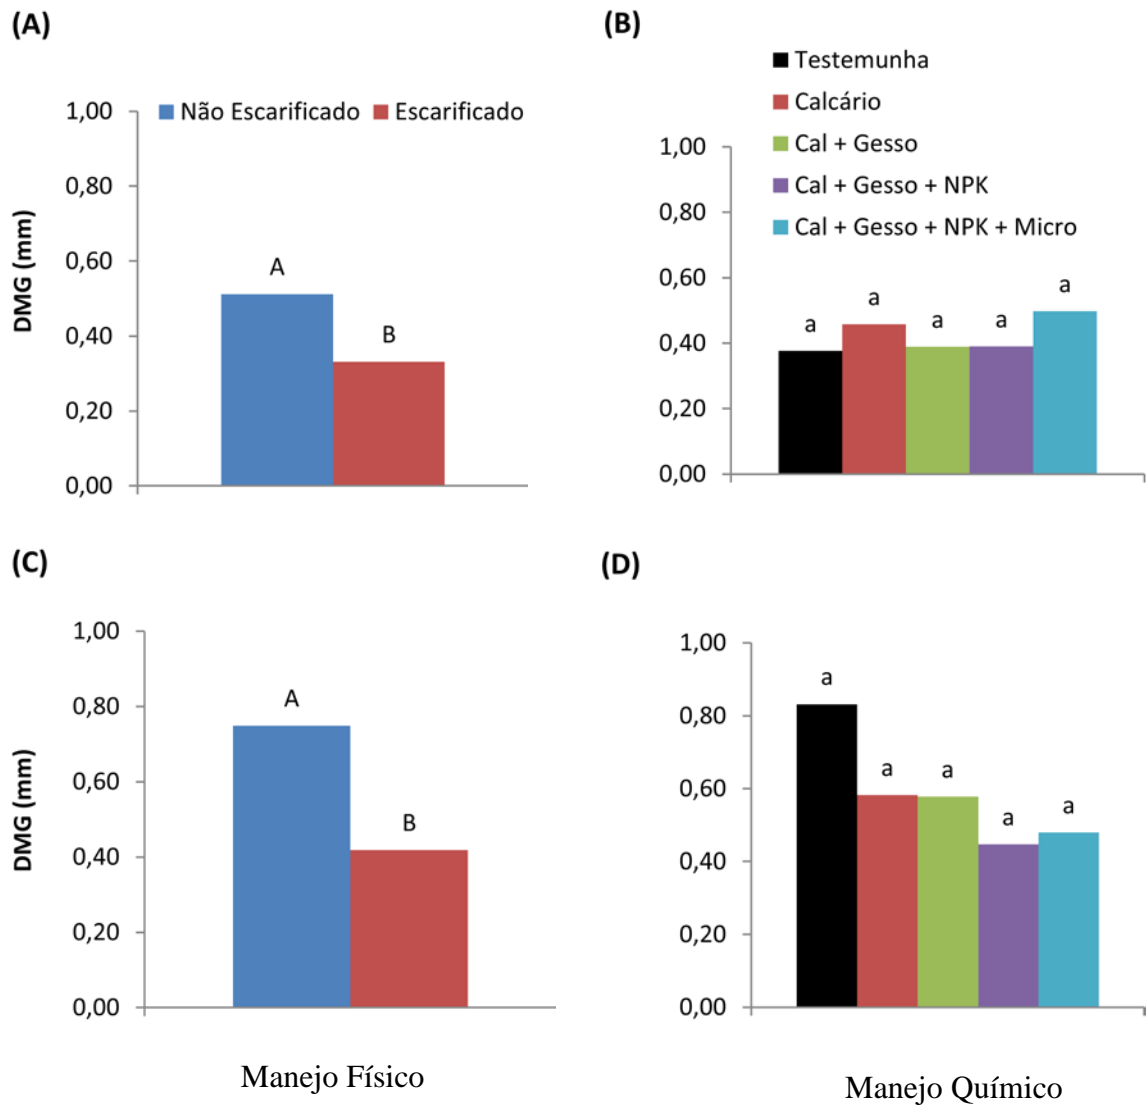 (A)
Não Escarificado Escarificado
1,00
0,80
0,60
0,40
0,20
0,00
DMG (mm)
A
B
(B)
Testemunha
Calcário
Cal + Gesso
Cal + Gesso + NPK
Cal + Gesso + NPK + Micro
1,00
0,80
0,60
0,40
0,20
0,00
a
a
a
a
a
(C)
1,00
0,80
0,60
0,40
0,20
0,00
DMG (mm)
A
B
Manejo Físico
(D)
1,00
0,80
0,60
0,40
0,20
0,00
a
a
a
a
a
Manejo Químico